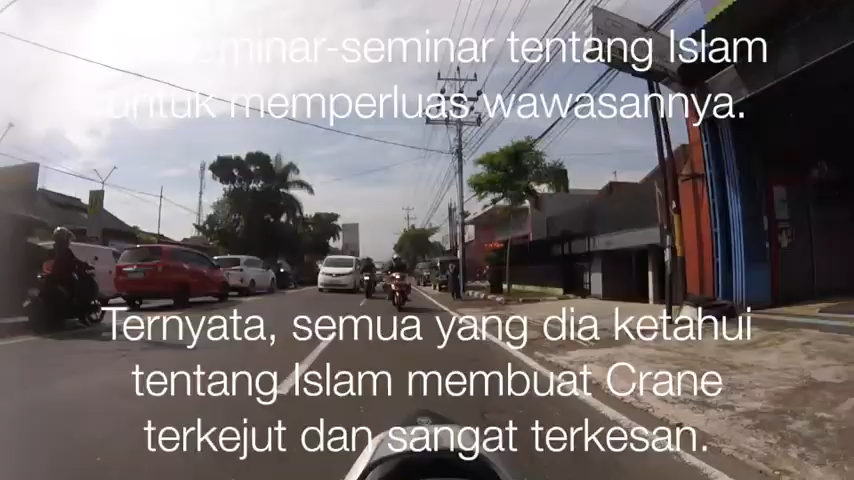 seminar-seminar tentang Islam
untuk memperluas wawasannya.
Ternyata, semua yang dia ketahui
tentang Islam membuat Crane
terkejut dan sangat terkesan.